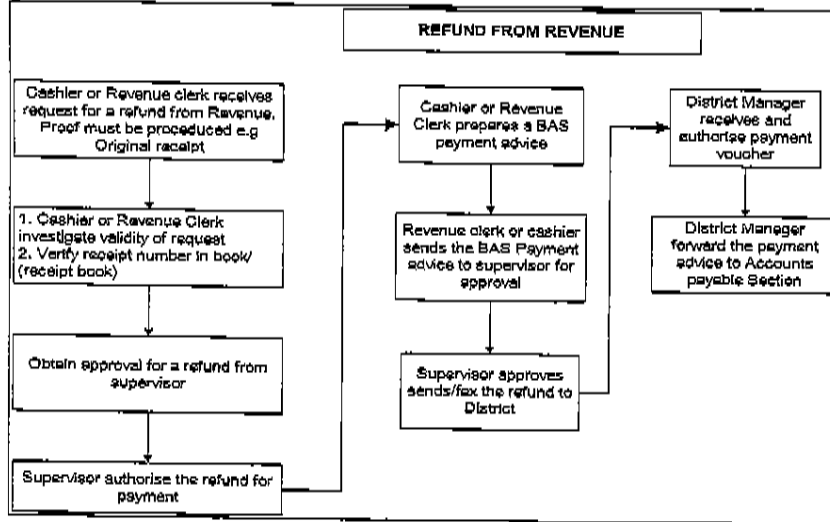 REFUND FROM REVENUE
Cashier or Revenue clerk receives
request for a refund from Revenue,
Proof must be proceduced e.g
Original receipt
1. Cashier or Revenue Clerk
investigate validity of request
2. Verify receipt number in book/
(receipt book)
Obtain approval for a refund from
supervisor
Supervisor authorise the refund for
payment
Cashier or Revenue
Clerk prepares a BAS
payment advice
Revenue clerk or cashier
sends the BAS Payment
advice to supervisor for
approval
Supervisor approves
sends/fax the refund to
District
District Manager
receives and
authorise payment
voucher
District Manager
forward the payment
advice to Accounts
payable Section